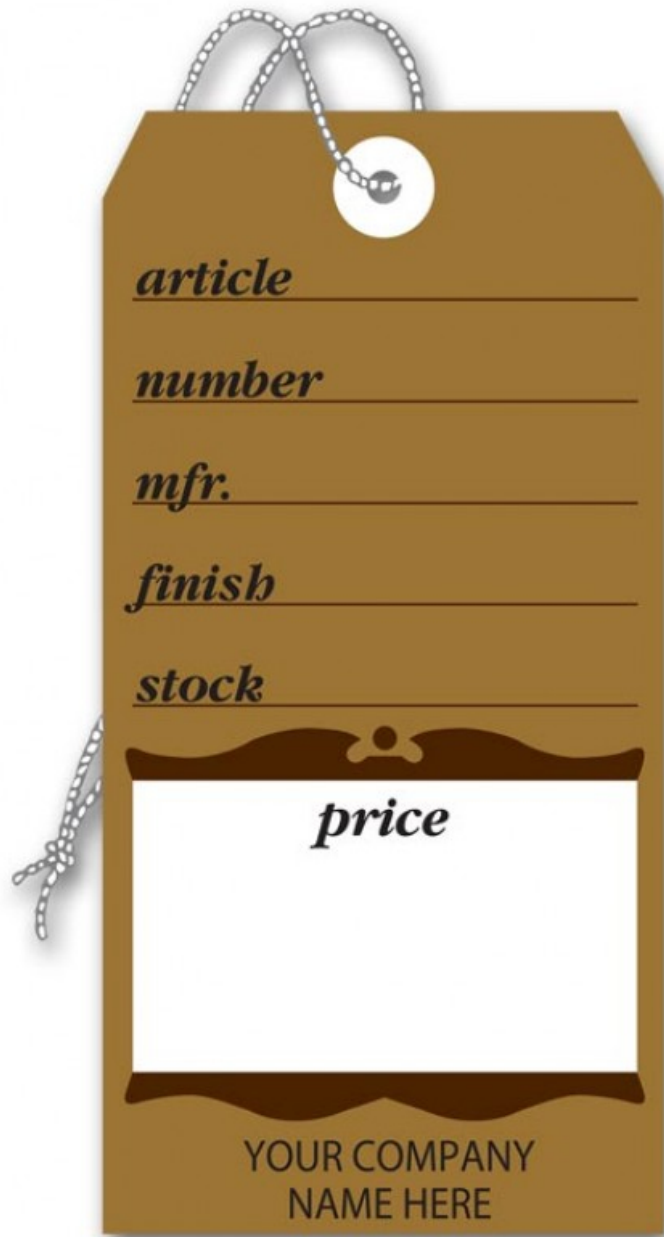 article
number
mfr.
finish
stock
price
YOUR COMPANY
NAME HERE